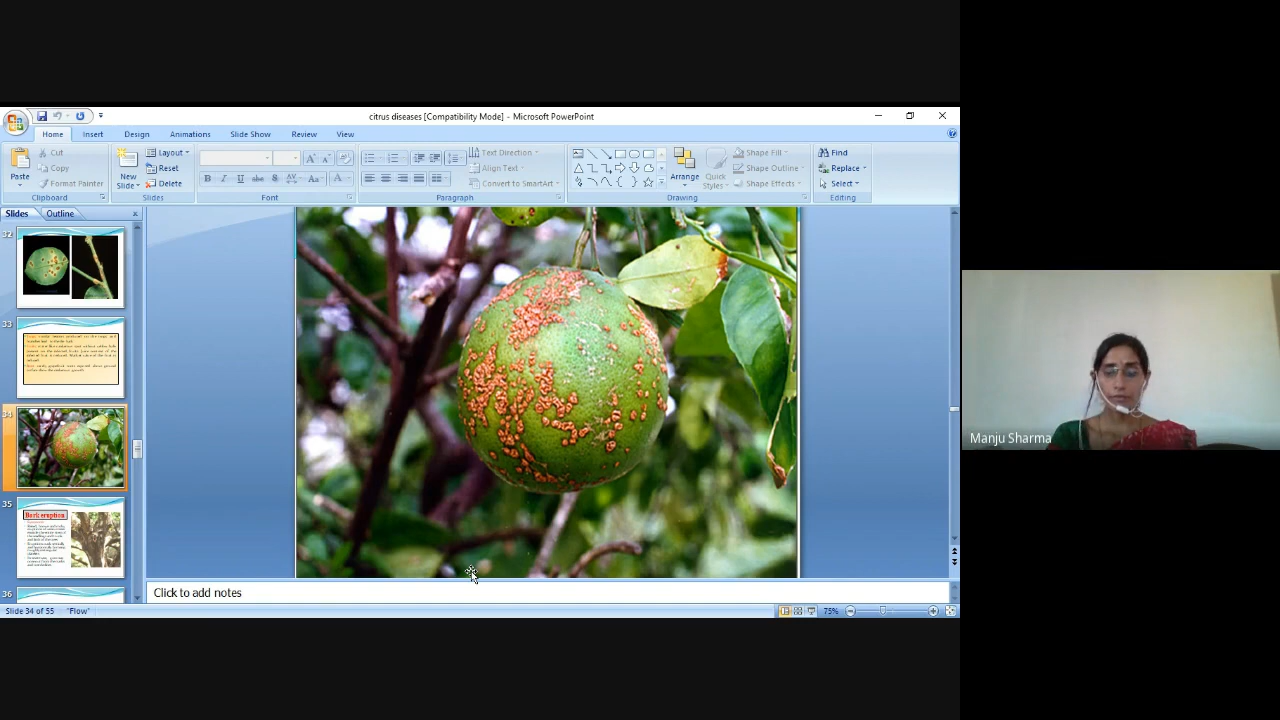 citrus diseases [Compatibility Mode] - Microsoft PowerPoint
Home Insert Design Animations Slide Show Review View
Paste
Cut
Copy
Format Painter
Clipboard
New Slide
Layout
Reset
Delete
Slides
B I U abc S AV Aa A
Font
Text Direction
Align Text
Convert to SmartArt
Paragraph
Arrange
Quick Styles
Shape Fill
Shape Outline
Shape Effects
Drawing
Find
Replace
Select
Editing
Slides Outline
32
33
34
35
Bark eruption
36
Click to add notes
Slide 34 of 55 "Flow" 75%
Manju Sharma